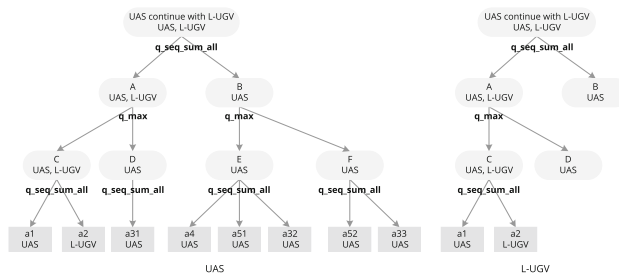 UAS continue with L-UGV
UAS, L-UGV
q_seq_sum_all
A
UAS, L-UGV
q_max
B
UAS
q_max
C
UAS, L-UGV
q_seq_sum_all
D
UAS
q_seq_sum_all
E
UAS
q_seq_sum_all
F
UAS
q_seq_sum_all
a1
UAS
a2
L-UGV
a31
UAS
a4
UAS
a51
UAS
a32
UAS
a52
UAS
a33
UAS
UAS
UAS continue with L-UGV
UAS, L-UGV
q_seq_sum_all
A
UAS, L-UGV
q_max
B
UAS
C
UAS, L-UGV
q_seq_sum_all
D
UAS
a1
UAS
a2
L-UGV
L-UGV